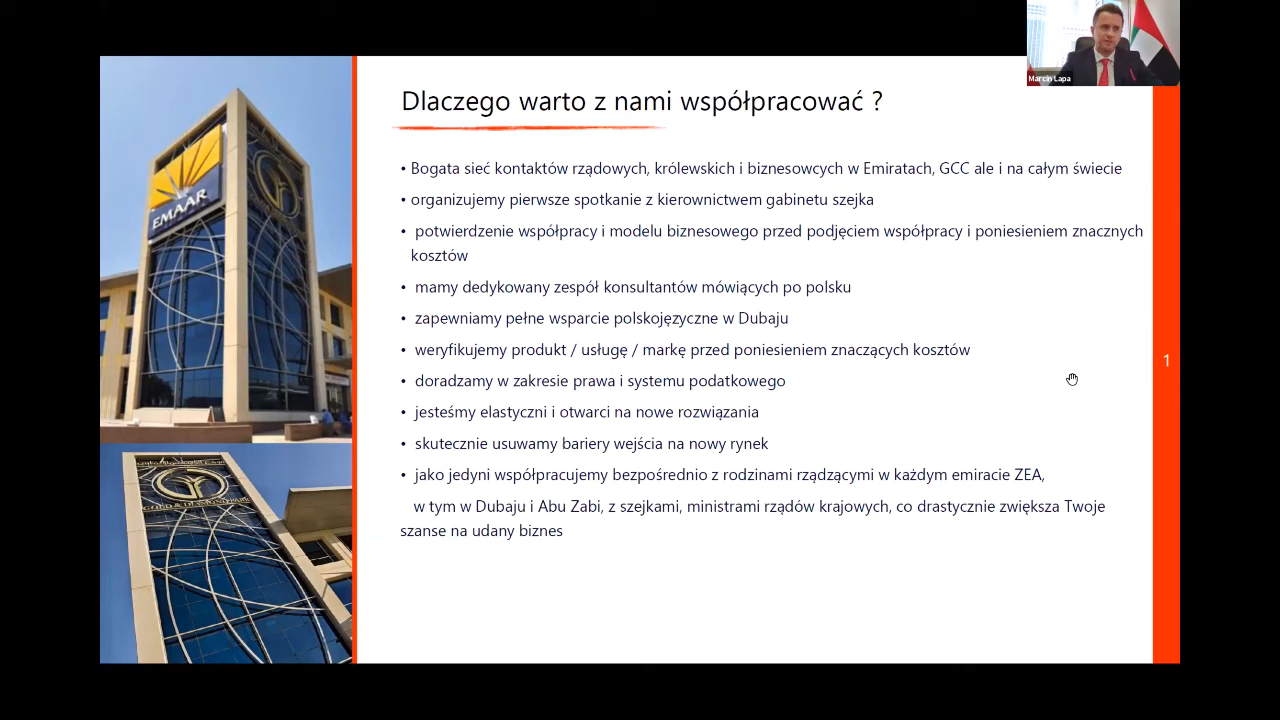 Marcin Lapa
Dlaczego warto z nami współpracować ?
• Bogata sieć kontaktów rządowych, królewskich i biznesowcych w Emiratach, GCC ale i na całym świecie
• organizujemy pierwsze spotkanie z kierownictwem gabinetu szejka
• potwierdzenie współpracy i modelu biznesowego przed podjęciem współpracy i poniesieniem znacznych
kosztów
• mamy dedykowany zespół konsultantów mówiących po polsku
• zapewniamy pełne wsparcie polskojęzyczne w Dubaju
• weryfikujemy produkt / usługę / markę przed poniesieniem znaczących kosztów
• doradzamy w zakresie prawa i systemu podatkowego
• jesteśmy elastyczni i otwarci na nowe rozwiązania
• skutecznie usuwamy bariery wejścia na nowy rynek
• jako jedyni współpracujemy bezpośrednio z rodzinami rządzącymi w każdym emiracie ZEA,
w tym w Dubaju i Abu Zabi, z szejkami, ministrami rządów krajowych, co drastycznie zwiększa Twoje
szanse na udany biznes
1
EMAAR
GOLD & DIAMOND PARK